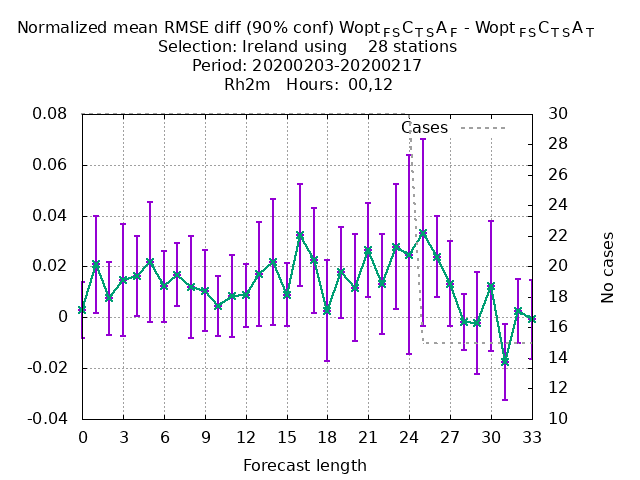 Normalized mean RMSE diff (90% conf) Wopt FS C T S A F - Wopt FS C T S A T
Selection: Ireland using    28 stations
Period: 20200203-20200217
Rh2m   Hours:  00,12
Cases
0.08
0.06
0.04
0.02
0
-0.02
-0.04
30
28
26
24
22
20
18
16
14
12
10
No cases
0 3 6 9 12 15 18 21 24 27 30 33
Forecast length